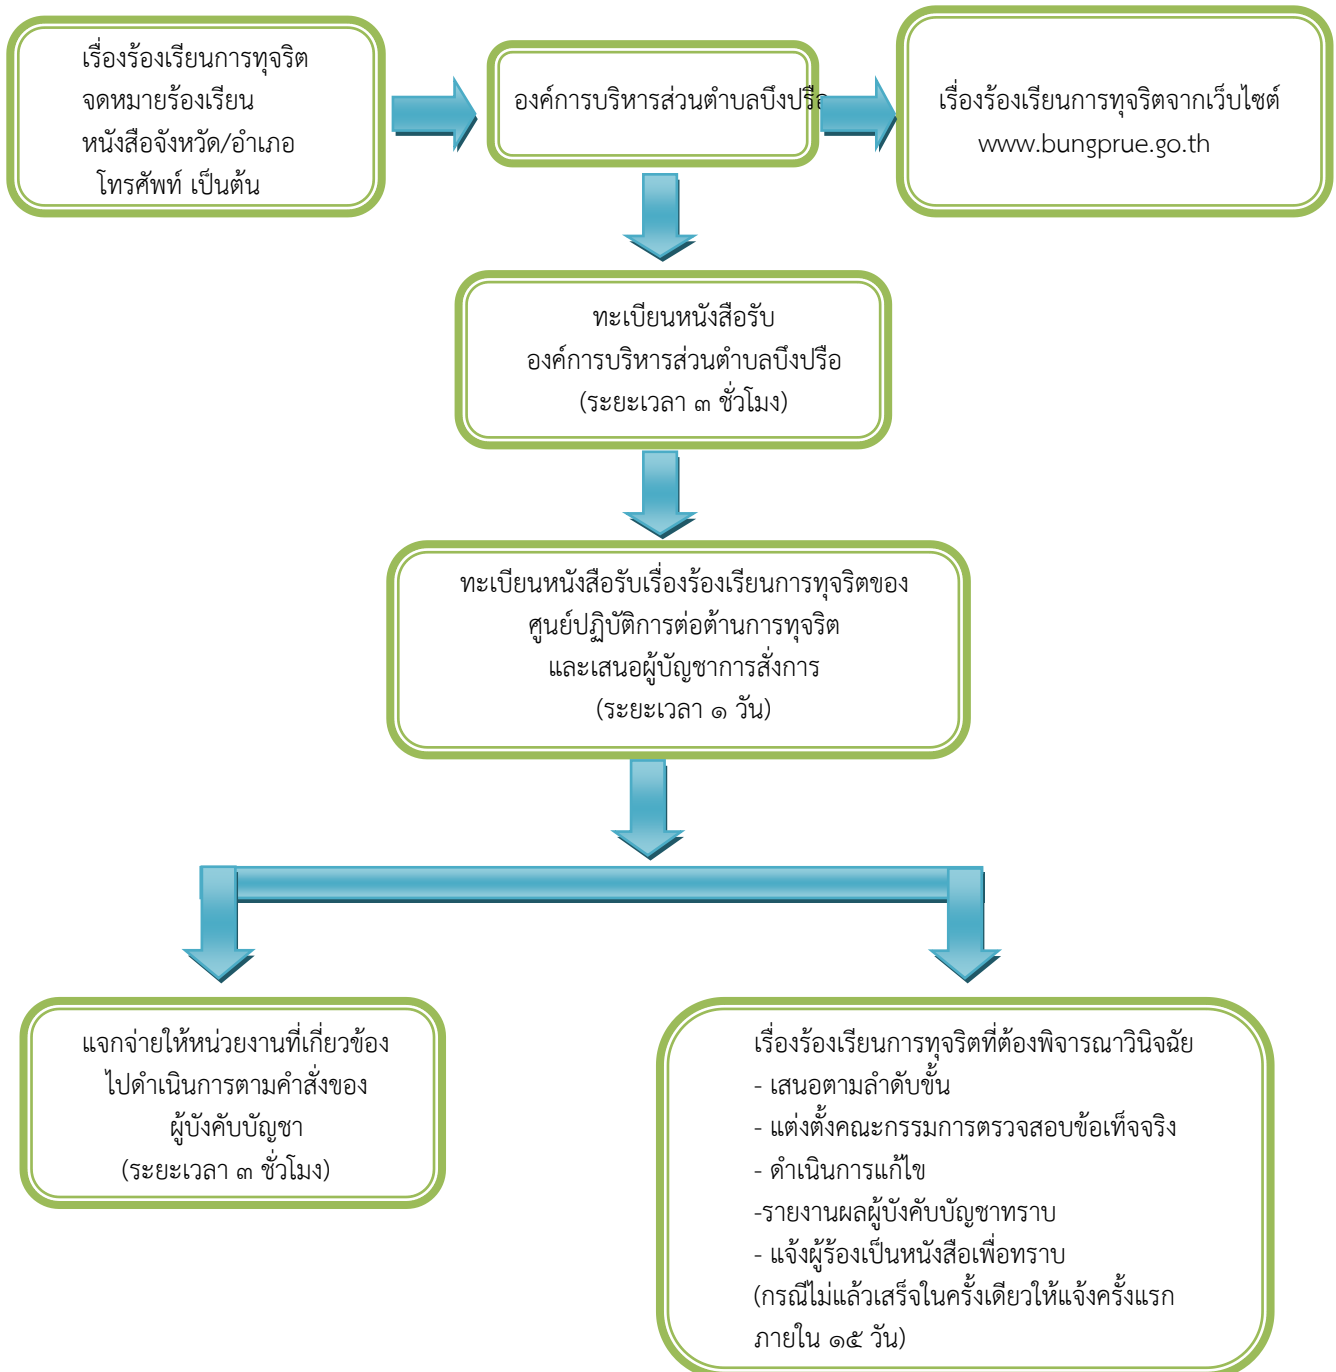 เรื่องร้องเรียนการทุจริต
จดหมายร้องเรียน
หนังสือจังหวัด/อำเภอ
โทรศัพท์ เป็นต้น
องค์การบริหารส่วนตำบลบึงปรือ
เรื่องร้องเรียนการทุจริตจากเว็บไซต์
www.bungprue.go.th
ทะเบียนหนังสือรับ
องค์การบริหารส่วนตำบลบึงปรือ
(ระยะเวลา ๓ ชั่วโมง)
ทะเบียนหนังสือรับเรื่องร้องเรียนการทุจริตของ
ศูนย์ปฏิบัติการต่อต้านการทุจริต
และเสนอผู้บัญชาการสั่งการ
(ระยะเวลา ๑ วัน)
แจกจ่ายให้หน่วยงานที่เกี่ยวข้อง
ไปดำเนินการตามคำสั่งของ
ผู้บังคับบัญชา
(ระยะเวลา ๓ ชั่วโมง)
เรื่องร้องเรียนการทุจริตที่ต้องพิจารณาวินิจฉัย
- เสนอตามลำดับขั้น
- แต่งตั้งคณะกรรมการตรวจสอบข้อเท็จจริง
- ดำเนินการแก้ไข
-รายงานผลผู้บังคับบัญชาทราบ
- แจ้งผู้ร้องเป็นหนังสือเพื่อทราบ
(กรณีไม่แล้วเสร็จในครั้งเดียวให้แจ้งครั้งแรก
ภายใน ๑๕ วัน)